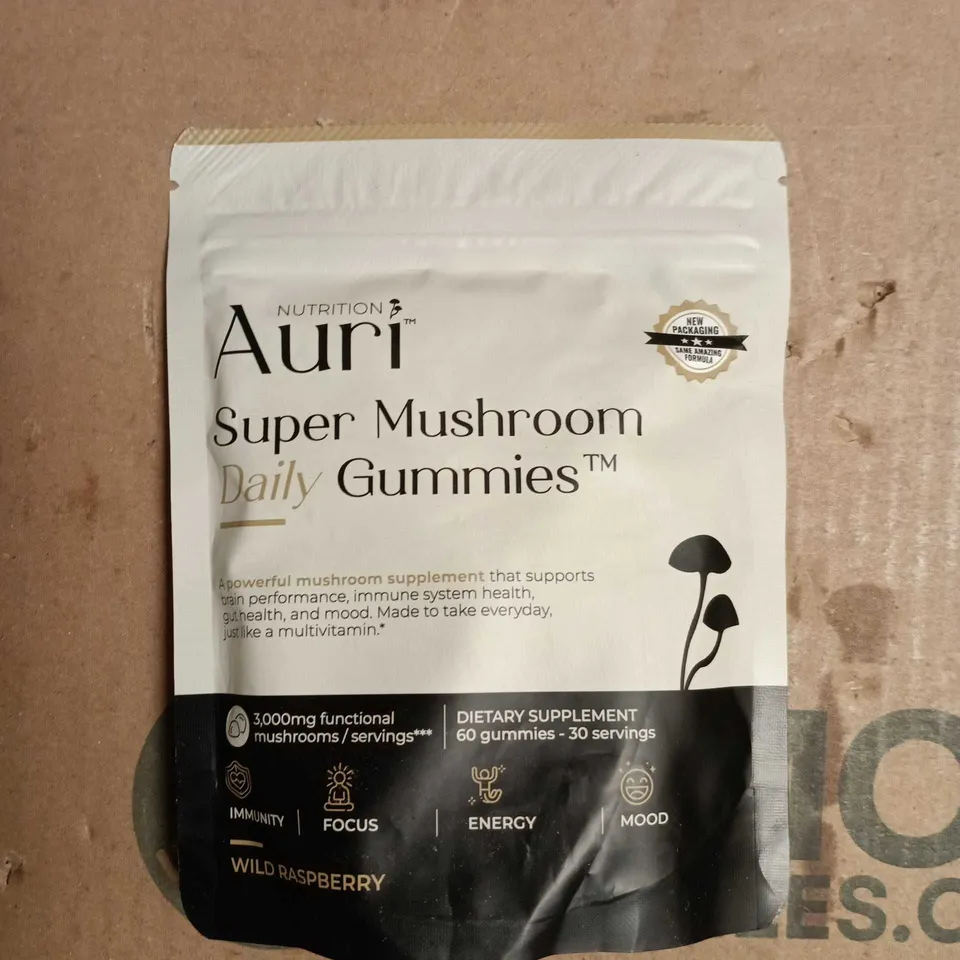 NUTRITION
Auri™
NEW
PACKAGING
SAME AMAZING
FORMULA
Super Mushroom
Daily Gummies™
A powerful mushroom supplement that supports
brain performance, immune system health,
gut health, and mood. Made to take everyday,
just like a multivitamin.*
3,000mg functional
mushrooms / servings***
DIETARY SUPPLEMENT
60 gummies - 30 servings
IMMUNITY
FOCUS
ENERGY
MOOD
WILD RASPBERRY